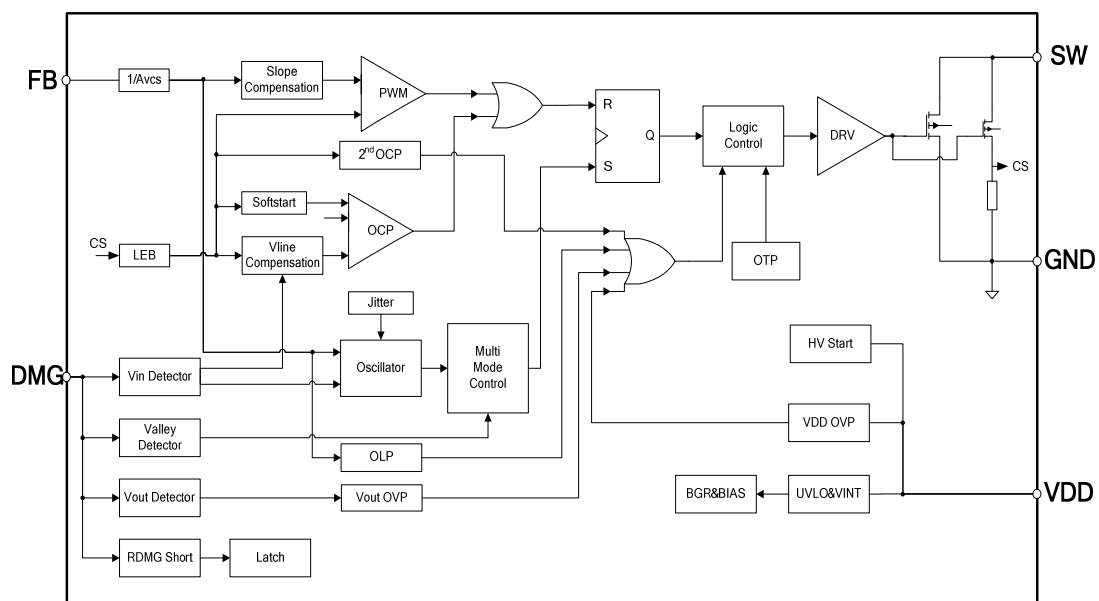 FB
1/Avcs
Slope
Compensation
PWM
R
S
Q
Logic
Control
DRV
SW
CS
2nd OCP
Softstart
OCP
CS
LEB
Vline
Compensation
OTP
GND
Jitter
Oscillator
Multi
Mode
Control
HV Start
DMG
Vin Detector
Valley
Detector
OLP
VDD OVP
Vout Detector
Vout OVP
BGR&BIAS
UVLO&VINT
VDD
RDMG Short
Latch